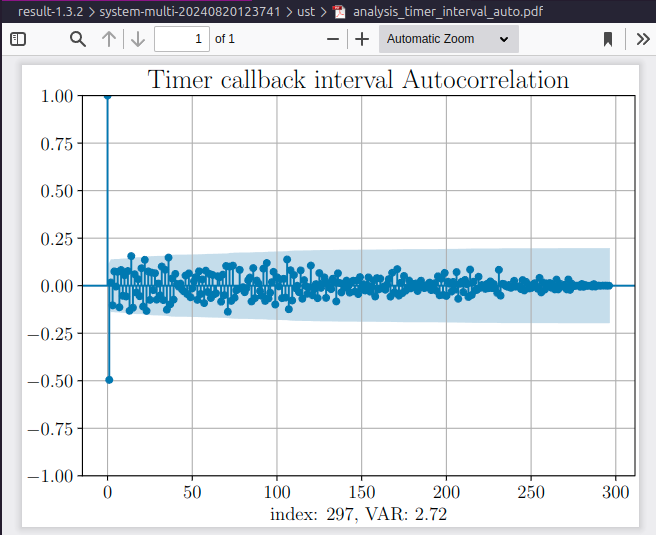 result-1.3.2 > system-multi-20240820123741 > ust > analysis_timer_interval_auto.pdf
1 of 1 Automatic Zoom
Timer callback interval Autocorrelation
1.00
0.75
0.50
0.25
0.00
−0.25
−0.50
−0.75
−1.00
0 50 100 150 200 250 300
index: 297, VAR: 2.72